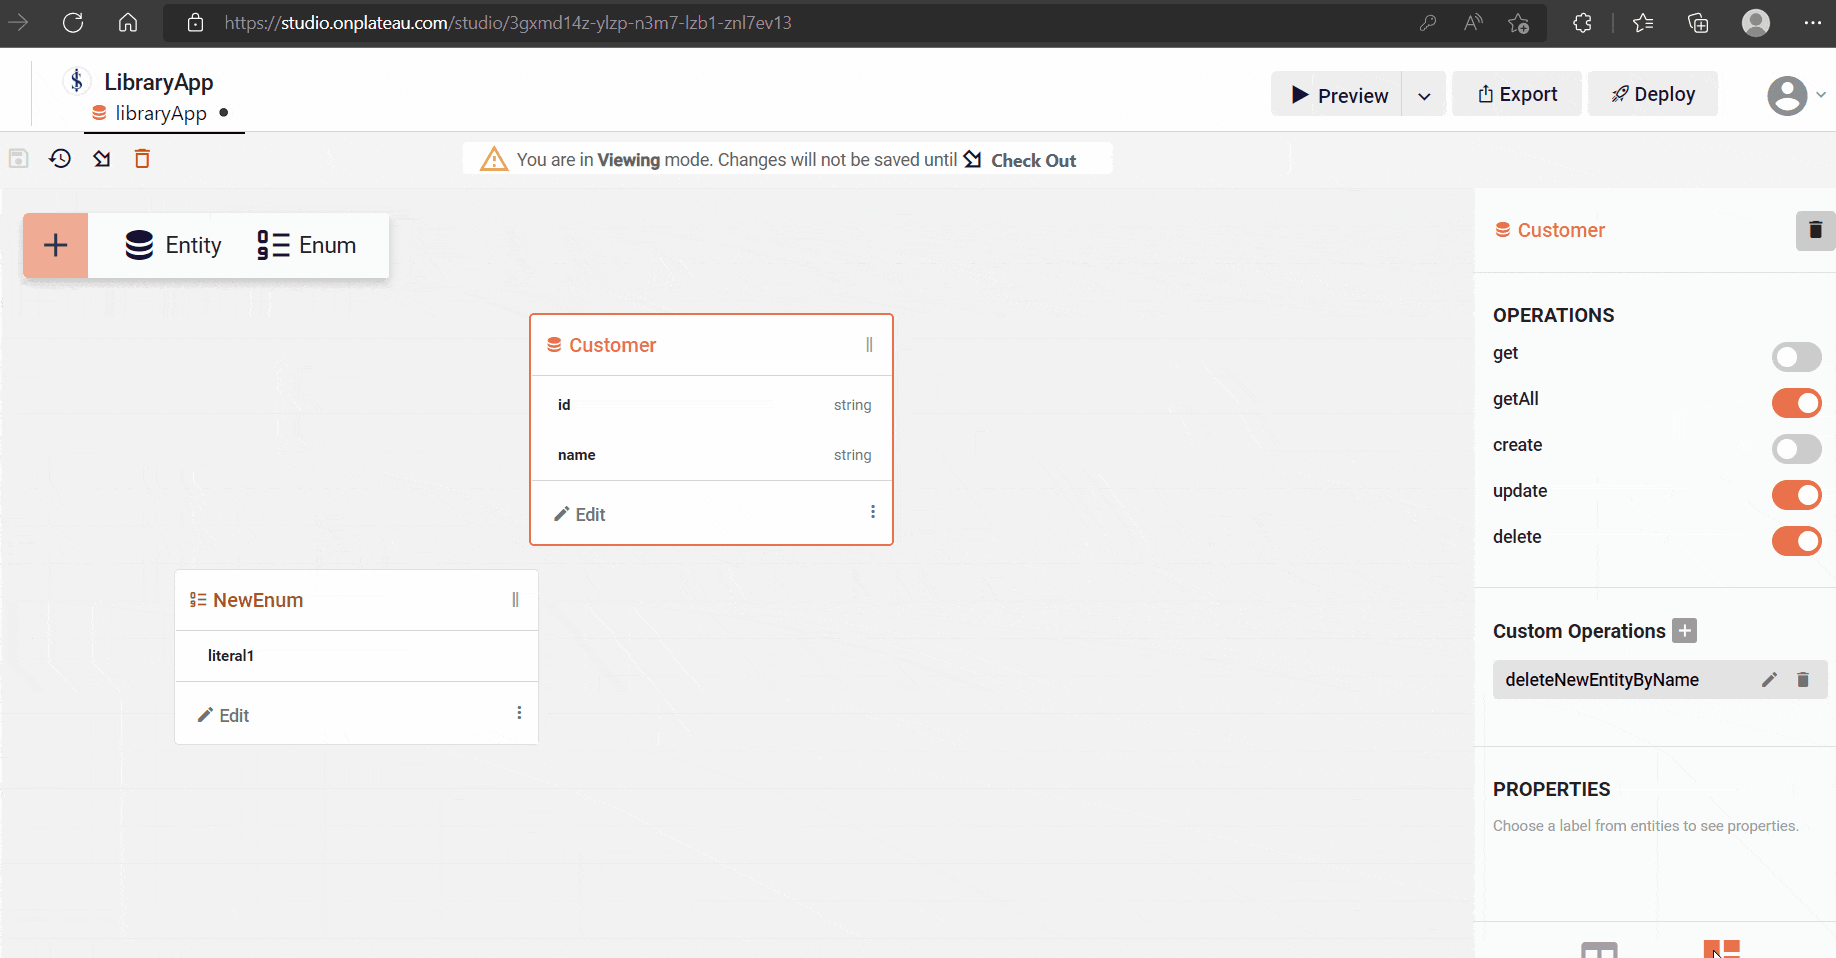 https://studio.onplateau.com/studio/3gxmd14z-ylzp-n3m7-lzb1-znl7ev13
LibraryApp
libraryApp
Preview
Export
Deploy
You are in Viewing mode. Changes will not be saved until Check Out
Entity
Enum
Customer
id string
name string
Edit
NewEnum
literal1
Edit
Customer
OPERATIONS
get
getAll
create
update
delete
Custom Operations
deleteNewEntityByName
PROPERTIES
Choose a label from entities to see properties.